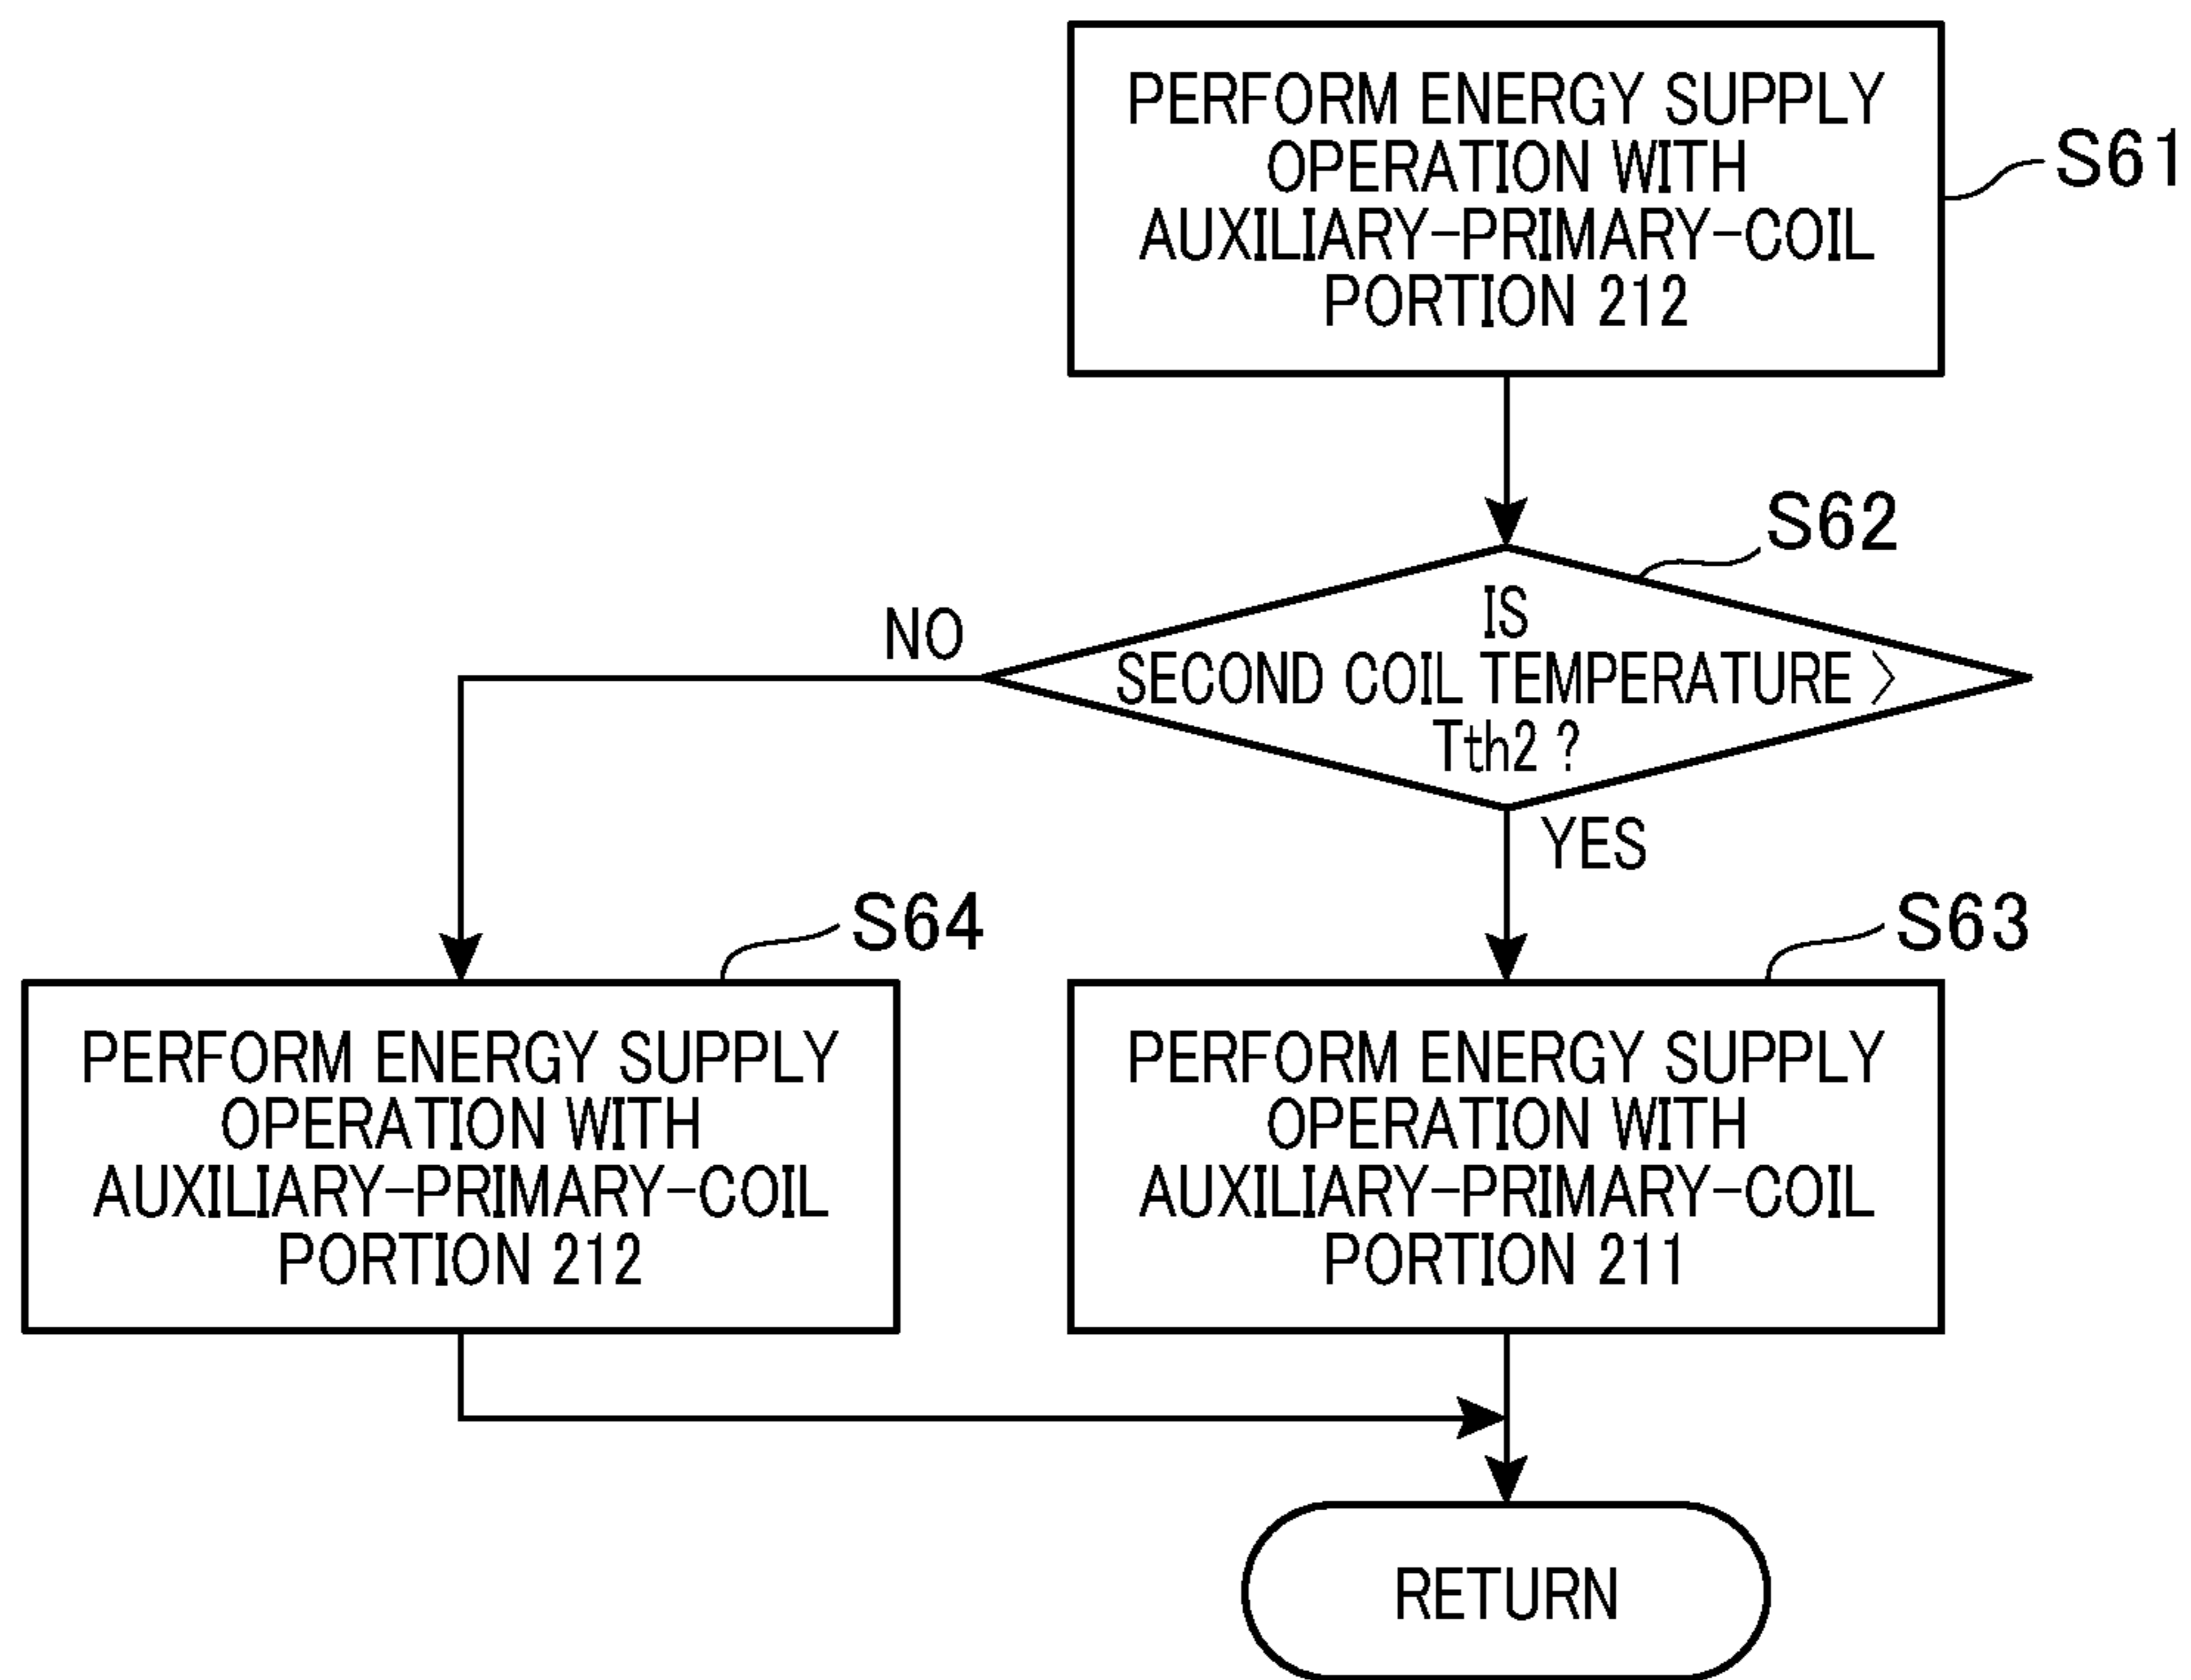 PERFORM ENERGY SUPPLY
OPERATION WITH
AUXILIARY-PRIMARY-COIL
PORTION 212
S61
S62
IS
SECOND COIL TEMPERATURE >
Tth2 ?
NO
YES
S64
S63
PERFORM ENERGY SUPPLY
OPERATION WITH
AUXILIARY-PRIMARY-COIL
PORTION 212
PERFORM ENERGY SUPPLY
OPERATION WITH
AUXILIARY-PRIMARY-COIL
PORTION 211
RETURN